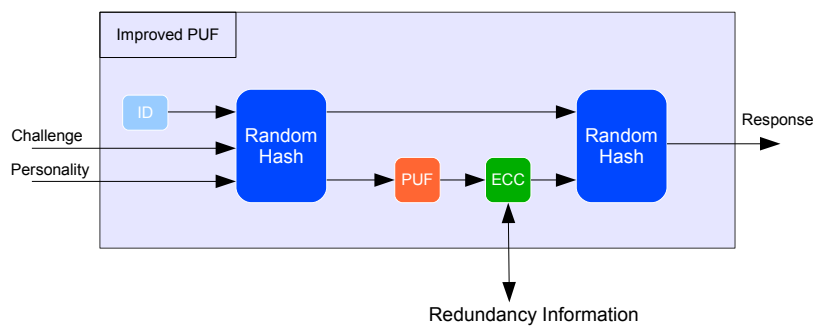 Improved PUF
ID
Challenge
Personality
Random
Hash
PUF
ECC
Random
Hash
Response
Redundancy Information